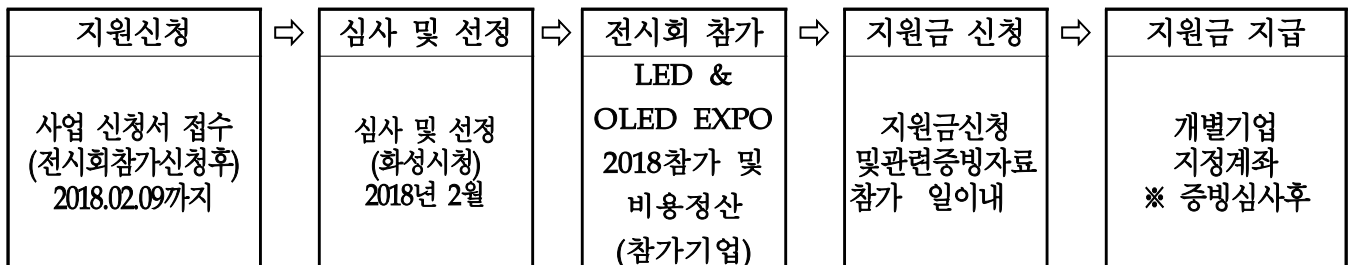 지원신청 ⇨ 심사 및 선정 ⇨ 전시회 참가 ⇨ 지원금 신청 ⇨ 지원금 지급
사업 신청서 접수
(전시회참가신청후)
2018.02.09까지
심사 및 선정
(화성시청)
2018년 2월
LED &
OLED EXPO
2018참가 및
비용정산
(참가기업)
지원금신청
및관련증빙자료
참가 일이내
개별기업
지정계좌
※ 증빙심사후